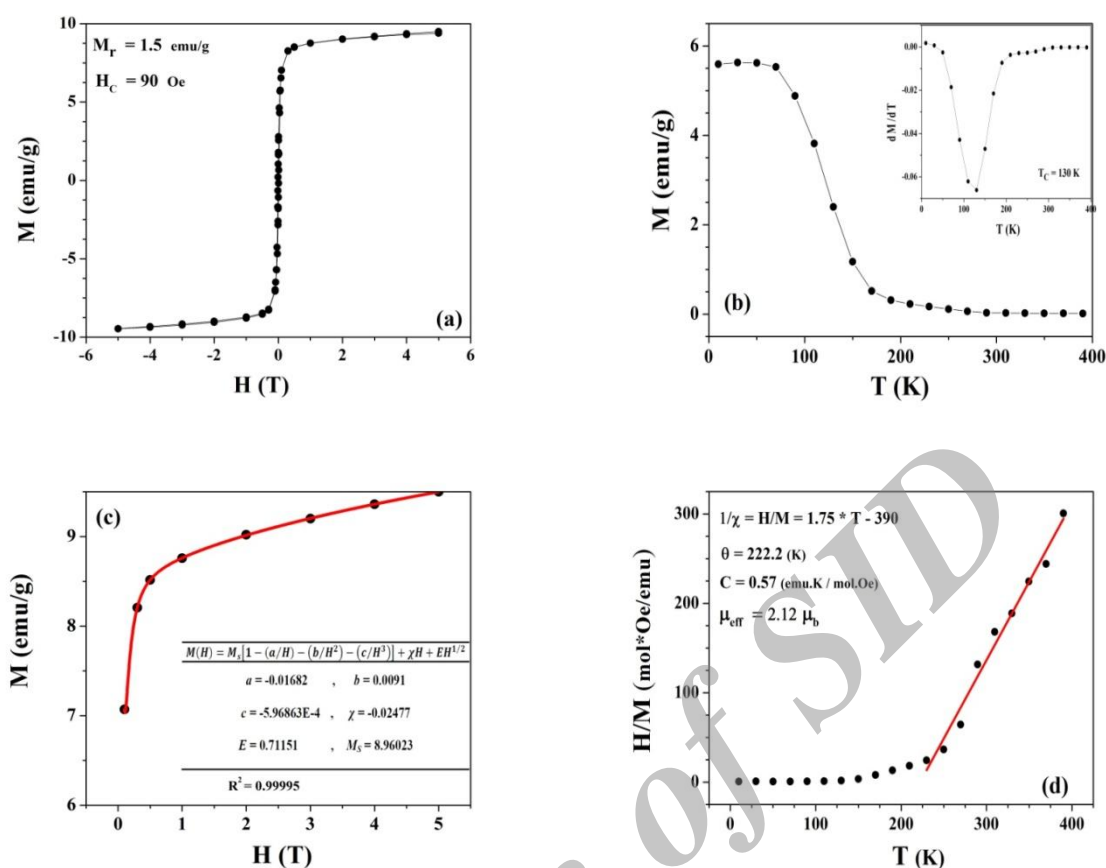 10
5
0
-5
-10
M (emu/g)
M_r = 1.5 emu/g
H_C = 90 Oe
(a)
-6 -4 -2 0 2 4 6
H (T)
6
4
2
0
M (emu/g)
(b)
0 100 200 300 400
T (K)
0.00
-0.02
-0.04
-0.06
d M /dT
T_C = 130 K
0 100 200 300 400
T (K)
(c)
9
8
7
6
M (emu/g)
M(H) = M_s[1 − (a/H) − (b/H²) − (c/H³)] + χH + EH^{1/2}
a = -0.01682 , b = 0.0091
c = -5.96863E-4 , χ = -0.02477
E = 0.71151 , M_S = 8.96023
R² = 0.99995
0 1 2 3 4 5
H (T)
300
200
100
0
H/M (mol*Oe/emu)
1/χ = H/M = 1.75 * T - 390
θ = 222.2 (K)
C = 0.57 (emu.K / mol.Oe)
μ_eff = 2.12 μ_b
(d)
0 100 200 300 400
T (K)
of SID